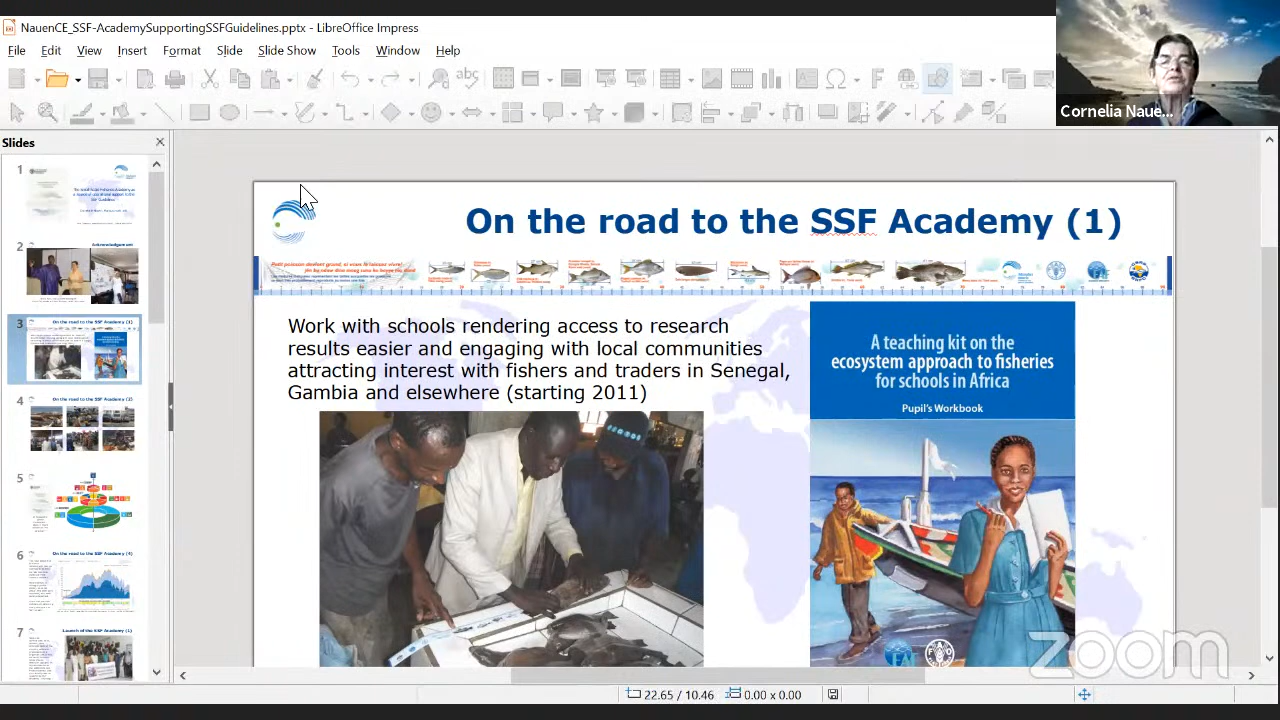 NauenCE_SSF-AcademySupportingSSFGuidelines.pptx - LibreOffice Impress
File Edit View Insert Format Slide Slide Show Tools Window Help
Cornelia Naue...
Slides
1
2
Acknowledgement
3
On the road to the SSF Academy (1)
4
On the road to the SSF Academy (2)
5
6
On the road to the SSF Academy (4)
7
Launch of the SSF Academy (1)
On the road to the SSF Academy (1)
Work with schools rendering access to research
results easier and engaging with local communities
attracting interest with fishers and traders in Senegal,
Gambia and elsewhere (starting 2011)
A teaching kit on the
ecosystem approach to fisheries
for schools in Africa
Pupil's Workbook
FAO
zoom
22.65 / 10.46
0.00 x 0.00